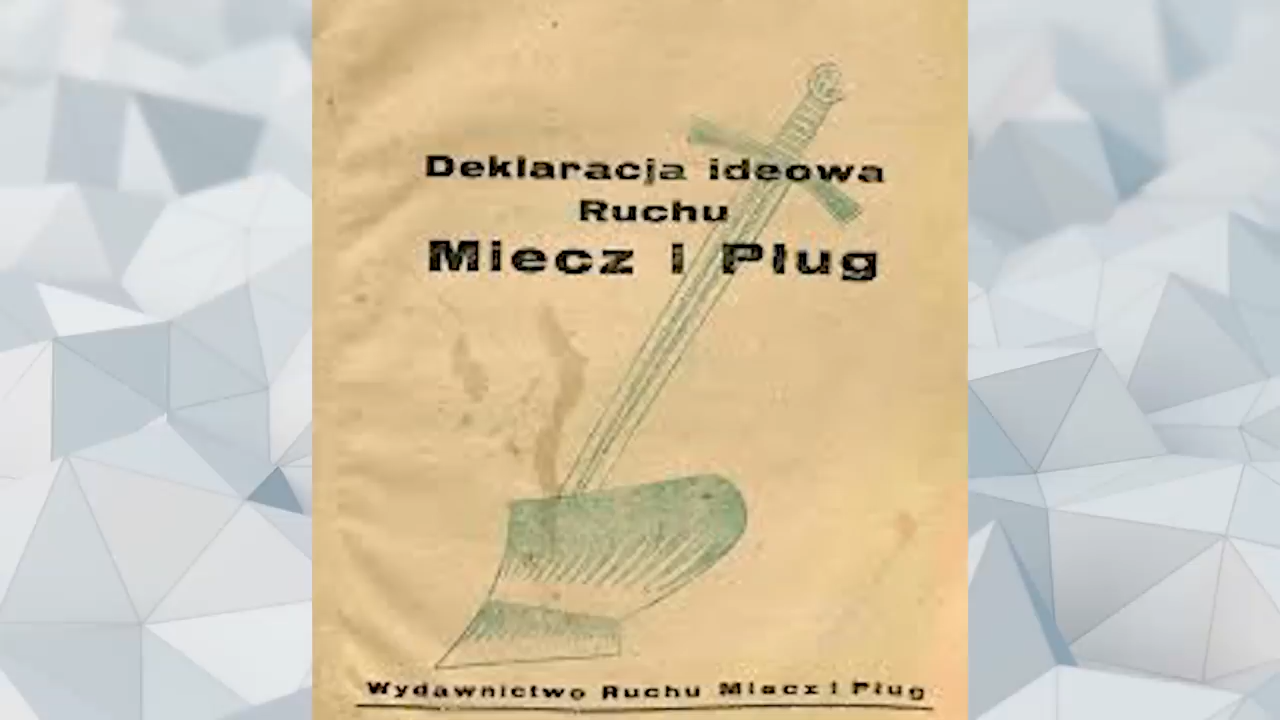 Deklaracja ideowa
Ruchu
Miecz i Pług
Wydawnictwo Ruchu Miecz i Pług